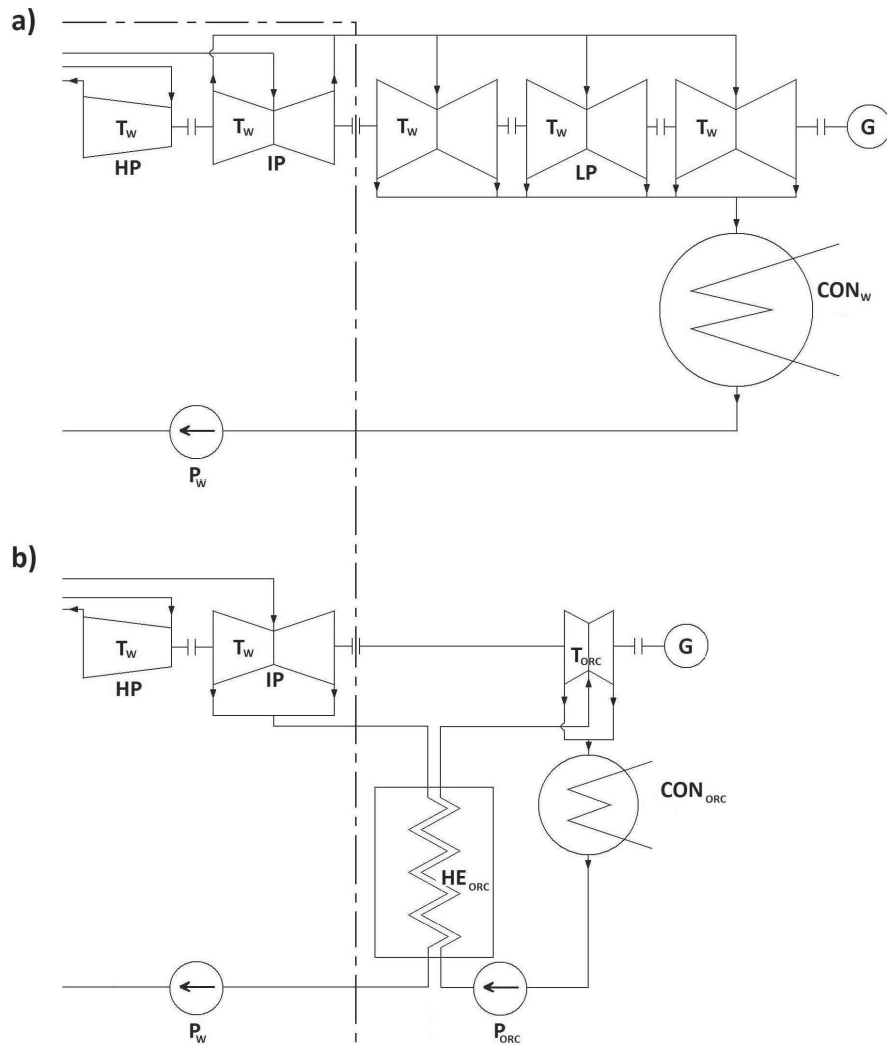 a)
T_W T_W T_W T_W T_W G
HP IP LP
CON_W
P_W
b)
T_W T_W T_ORC G
HP IP
CON_ORC
HE_ORC
P_W P_ORC